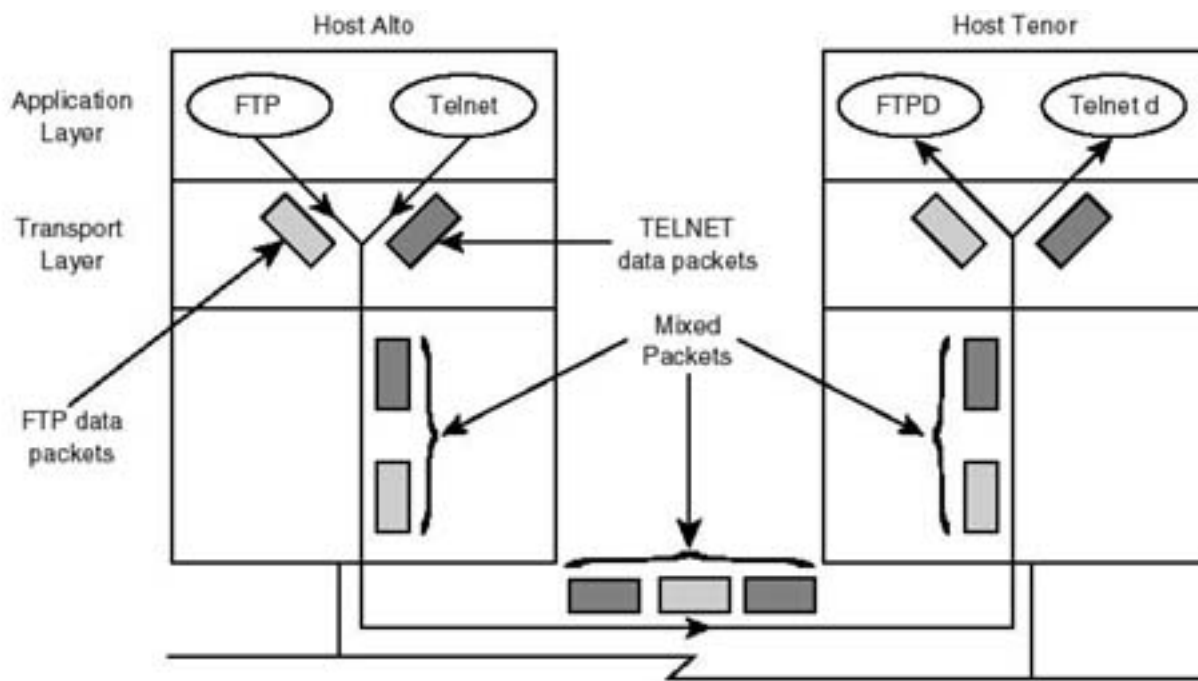 Host Alto
Host Tenor
Application
Layer
FTP
Telnet
FTPD
Telnet d
Transport
Layer
TELNET
data packets
Mixed
Packets
FTP data
packets